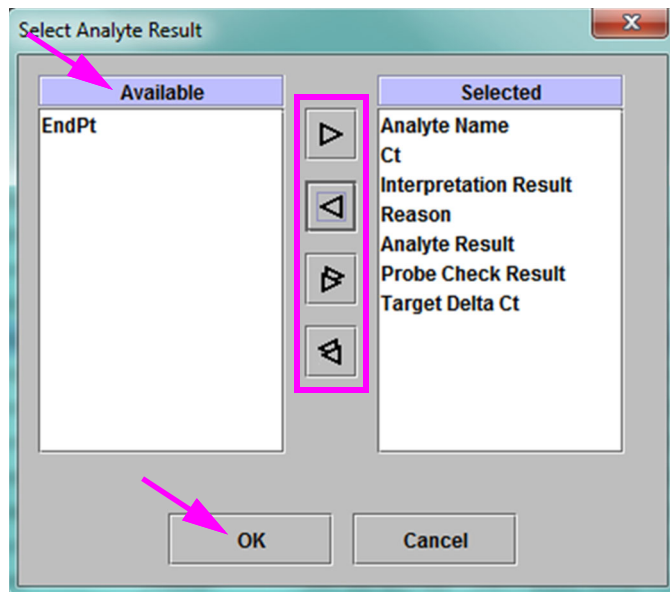 Select Analyte Result
Available
EndPt
Selected
Analyte Name
Ct
Interpretation Result
Reason
Analyte Result
Probe Check Result
Target Delta Ct
OK
Cancel